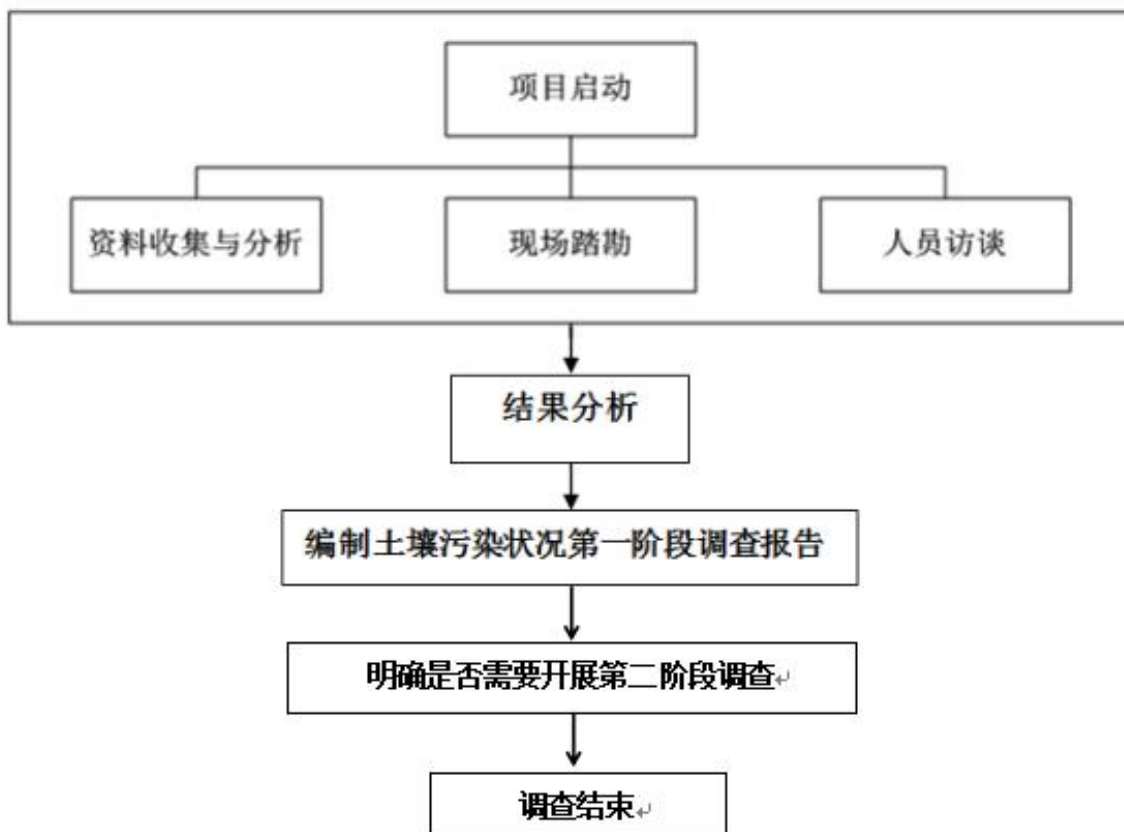 项目启动
资料收集与分析
现场踏勘
人员访谈
结果分析
编制土壤污染状况第一阶段调查报告
明确是否需要开展第二阶段调查
调查结束